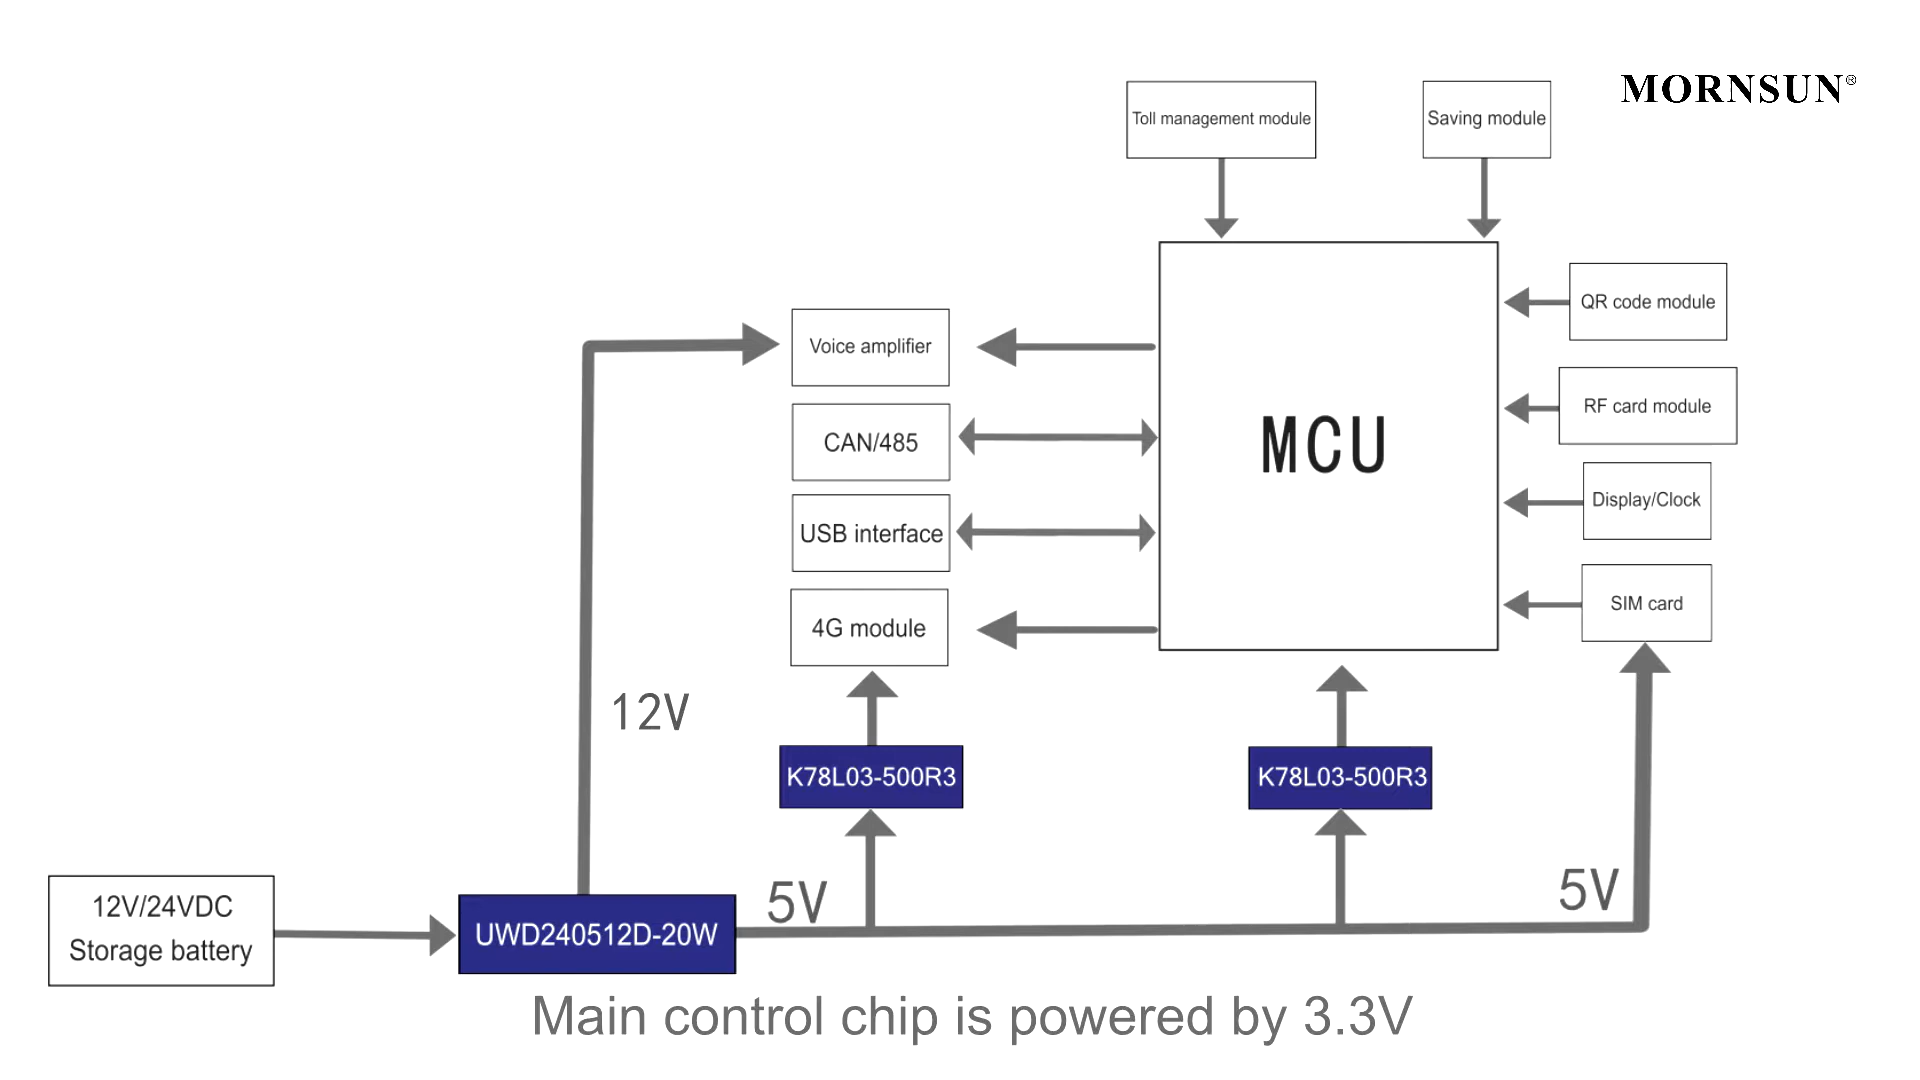 MORNSUN®
Toll management module
Saving module
QR code module
Voice amplifier
RF card module
CAN/485
MCU
Display/Clock
USB interface
SIM card
4G module
12V
K78L03-500R3
K78L03-500R3
5V
5V
12V/24VDC
Storage battery
UWD240512D-20W
Main control chip is powered by 3.3V